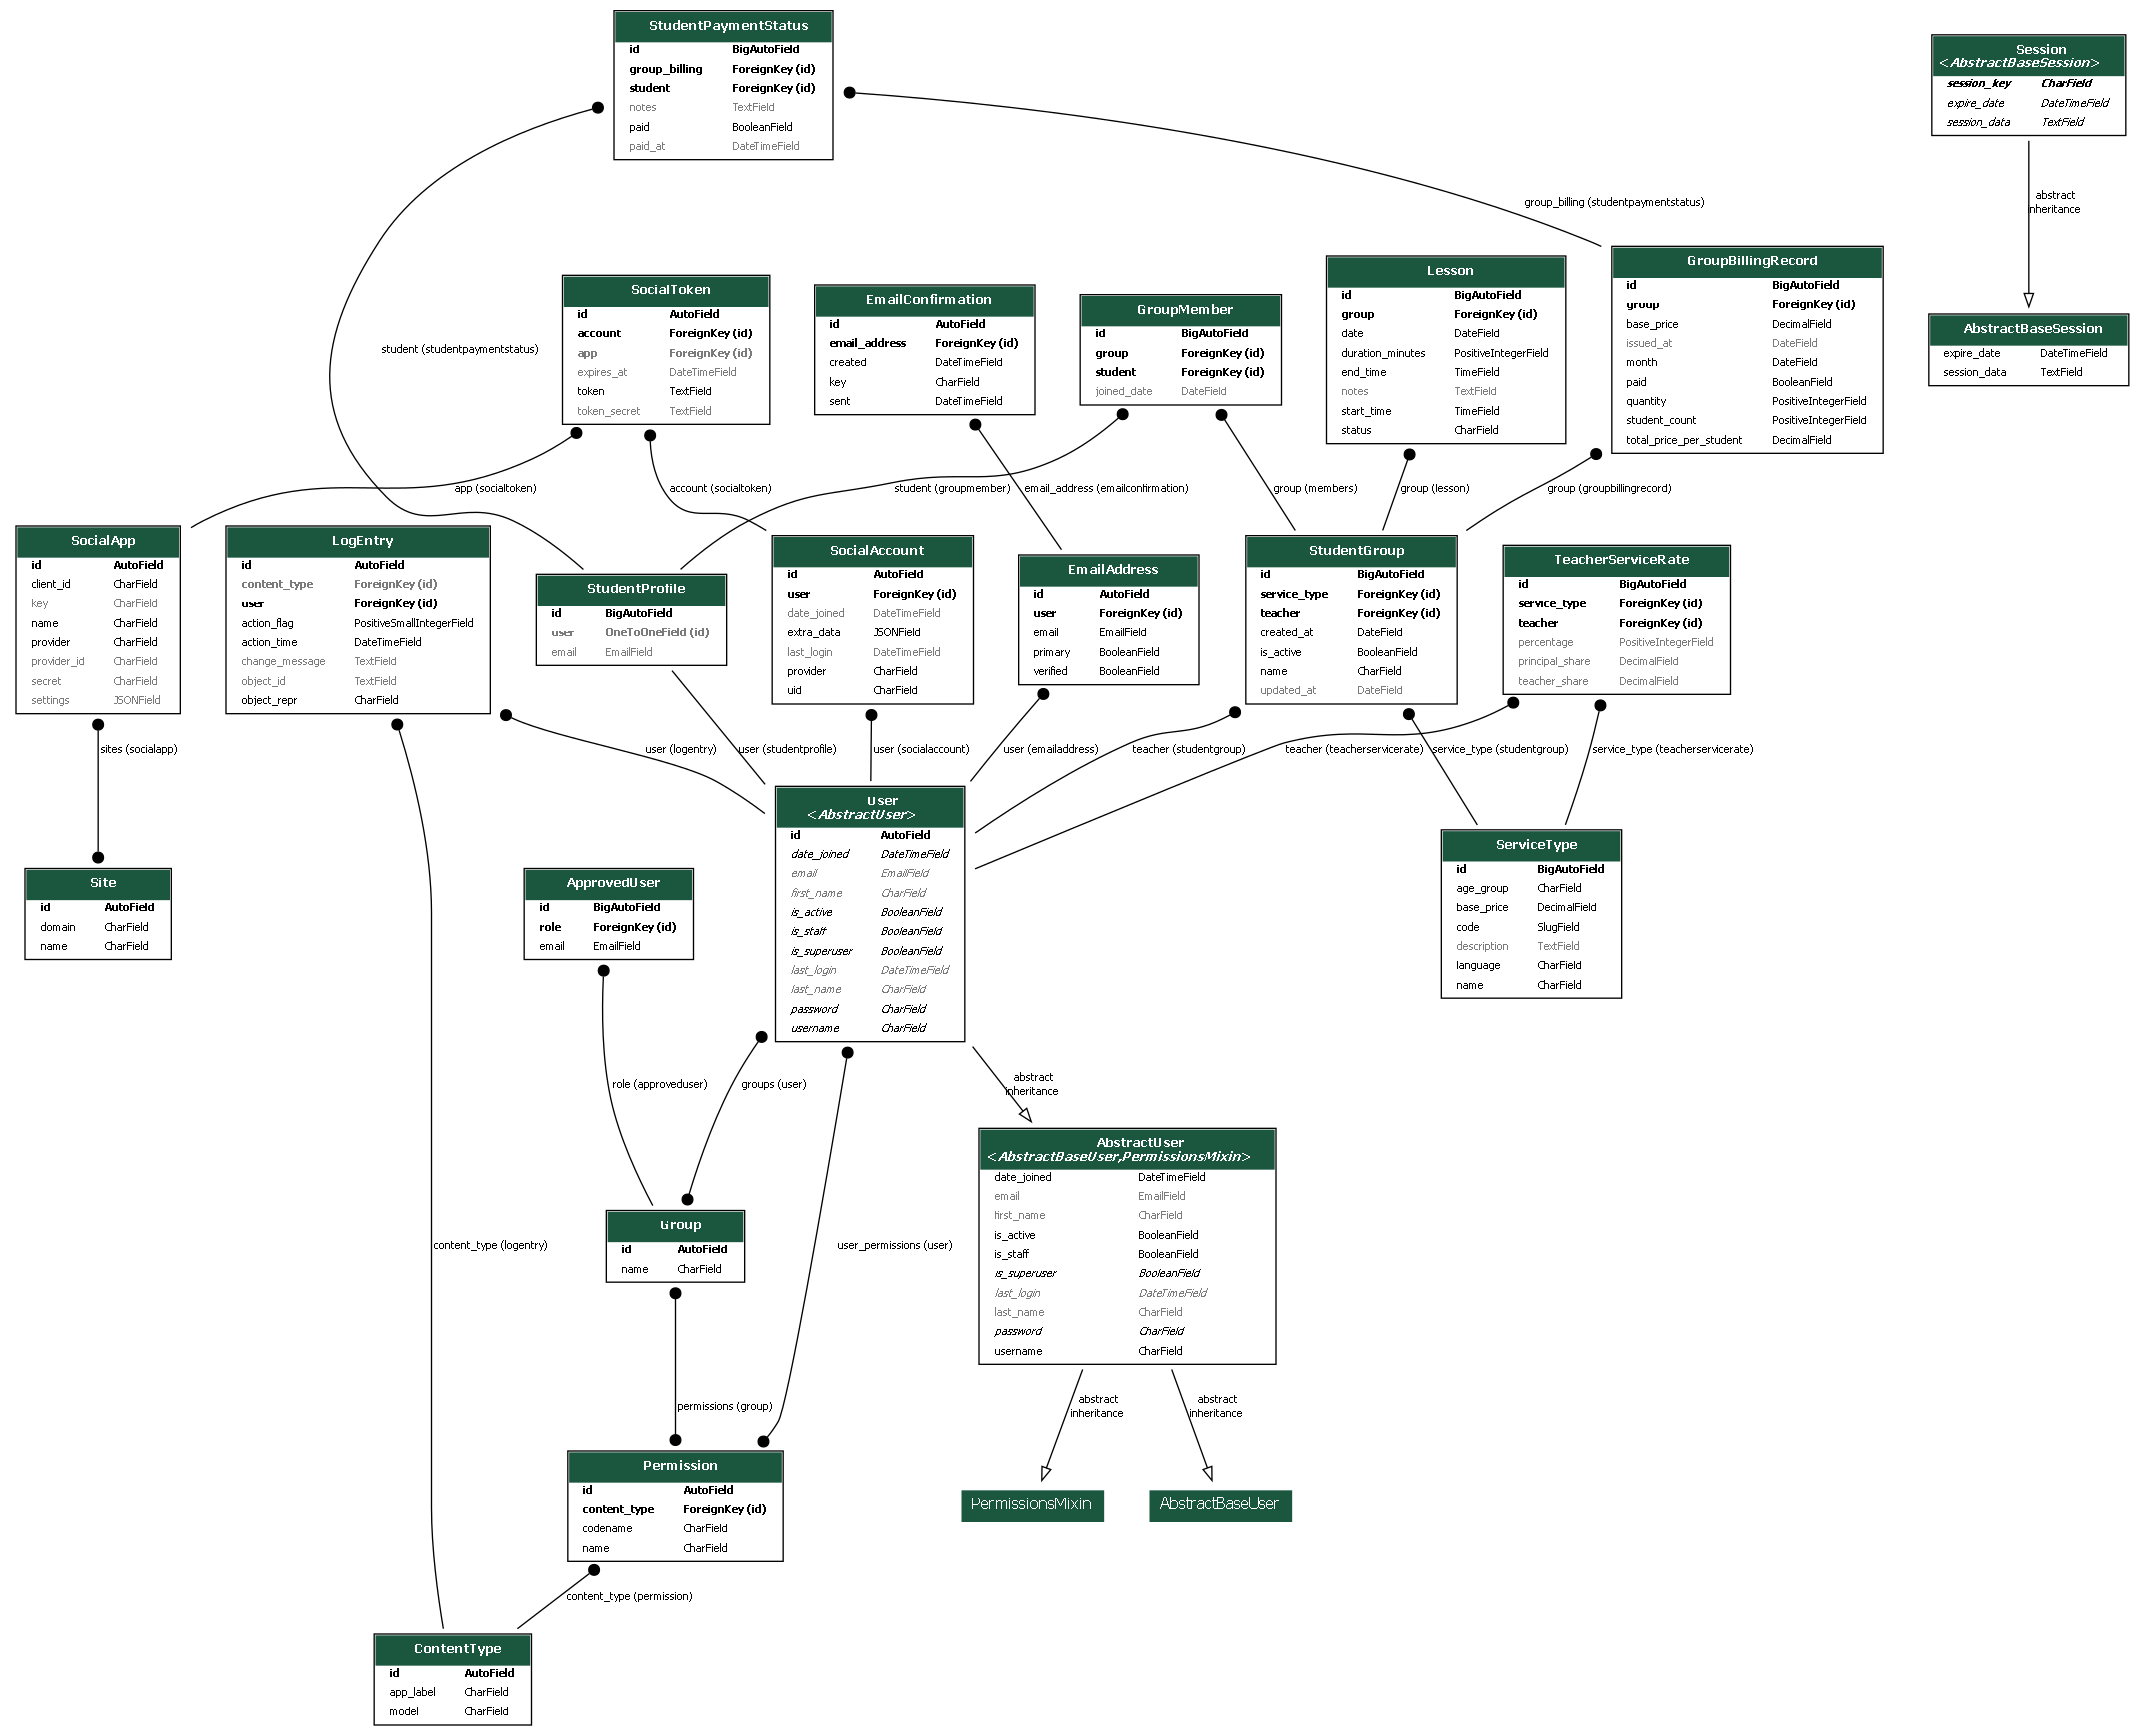 StudentPaymentStatus
id BigAutoField
group_billing ForeignKey (id)
student ForeignKey (id)
notes TextField
paid BooleanField
paid_at DateTimeField
Session
<AbstractBaseSession>
session_key CharField
expire_date DateTimeField
session_data TextField
abstract
inheritance
group_billing (studentpaymentstatus)
student (studentpaymentstatus)
SocialToken
id AutoField
account ForeignKey (id)
app ForeignKey (id)
expires_at DateTimeField
token TextField
token_secret TextField
EmailConfirmation
id AutoField
email_address ForeignKey (id)
created DateTimeField
key CharField
sent DateTimeField
GroupMember
id BigAutoField
group ForeignKey (id)
student ForeignKey (id)
joined_date DateField
Lesson
id BigAutoField
group ForeignKey (id)
date DateField
duration_minutes PositiveIntegerField
end_time TimeField
notes TextField
start_time TimeField
status CharField
GroupBillingRecord
id BigAutoField
group ForeignKey (id)
base_price DecimalField
issued_at DateField
month DateField
paid BooleanField
quantity PositiveIntegerField
student_count PositiveIntegerField
total_price_per_student DecimalField
AbstractBaseSession
expire_date DateTimeField
session_data TextField
app (socialtoken)
account (socialtoken)
student (groupmember)
email_address (emailconfirmation)
group (members)
group (lesson)
group (groupbillingrecord)
SocialApp
id AutoField
client_id CharField
key CharField
name CharField
provider CharField
provider_id CharField
secret CharField
settings JSONField
LogEntry
id AutoField
content_type ForeignKey (id)
user ForeignKey (id)
action_flag PositiveSmallIntegerField
action_time DateTimeField
change_message TextField
object_id TextField
object_repr CharField
StudentProfile
id BigAutoField
user OneToOneField (id)
email EmailField
SocialAccount
id AutoField
user ForeignKey (id)
date_joined DateTimeField
extra_data JSONField
last_login DateTimeField
provider CharField
uid CharField
EmailAddress
id AutoField
user ForeignKey (id)
email EmailField
primary BooleanField
verified BooleanField
StudentGroup
id BigAutoField
service_type ForeignKey (id)
teacher ForeignKey (id)
created_at DateField
is_active BooleanField
name CharField
updated_at DateField
TeacherServiceRate
id BigAutoField
service_type ForeignKey (id)
teacher ForeignKey (id)
percentage PositiveIntegerField
principal_share DecimalField
teacher_share DecimalField
sites (socialapp)
user (logentry)
user (studentprofile)
user (socialaccount)
user (emailaddress)
teacher (studentgroup)
teacher (teacherservicerate)
service_type (studentgroup)
service_type (teacherservicerate)
Site
id AutoField
domain CharField
name CharField
ApprovedUser
id BigAutoField
role ForeignKey (id)
email EmailField
User
<AbstractUser>
id AutoField
date_joined DateTimeField
email EmailField
first_name CharField
is_active BooleanField
is_staff BooleanField
is_superuser BooleanField
last_login DateTimeField
last_name CharField
password CharField
username CharField
ServiceType
id BigAutoField
age_group CharField
base_price DecimalField
code SlugField
description TextField
language CharField
name CharField
role (approveduser)
groups (user)
abstract
inheritance
AbstractUser
<AbstractBaseUser,PermissionsMixin>
date_joined DateTimeField
email EmailField
first_name CharField
is_active BooleanField
is_staff BooleanField
is_superuser BooleanField
last_login DateTimeField
last_name CharField
password CharField
username CharField
Group
id AutoField
name CharField
content_type (logentry)
user_permissions (user)
permissions (group)
abstract
inheritance
abstract
inheritance
Permission
id AutoField
content_type ForeignKey (id)
codename CharField
name CharField
PermissionsMixin
AbstractBaseUser
content_type (permission)
ContentType
id AutoField
app_label CharField
model CharField